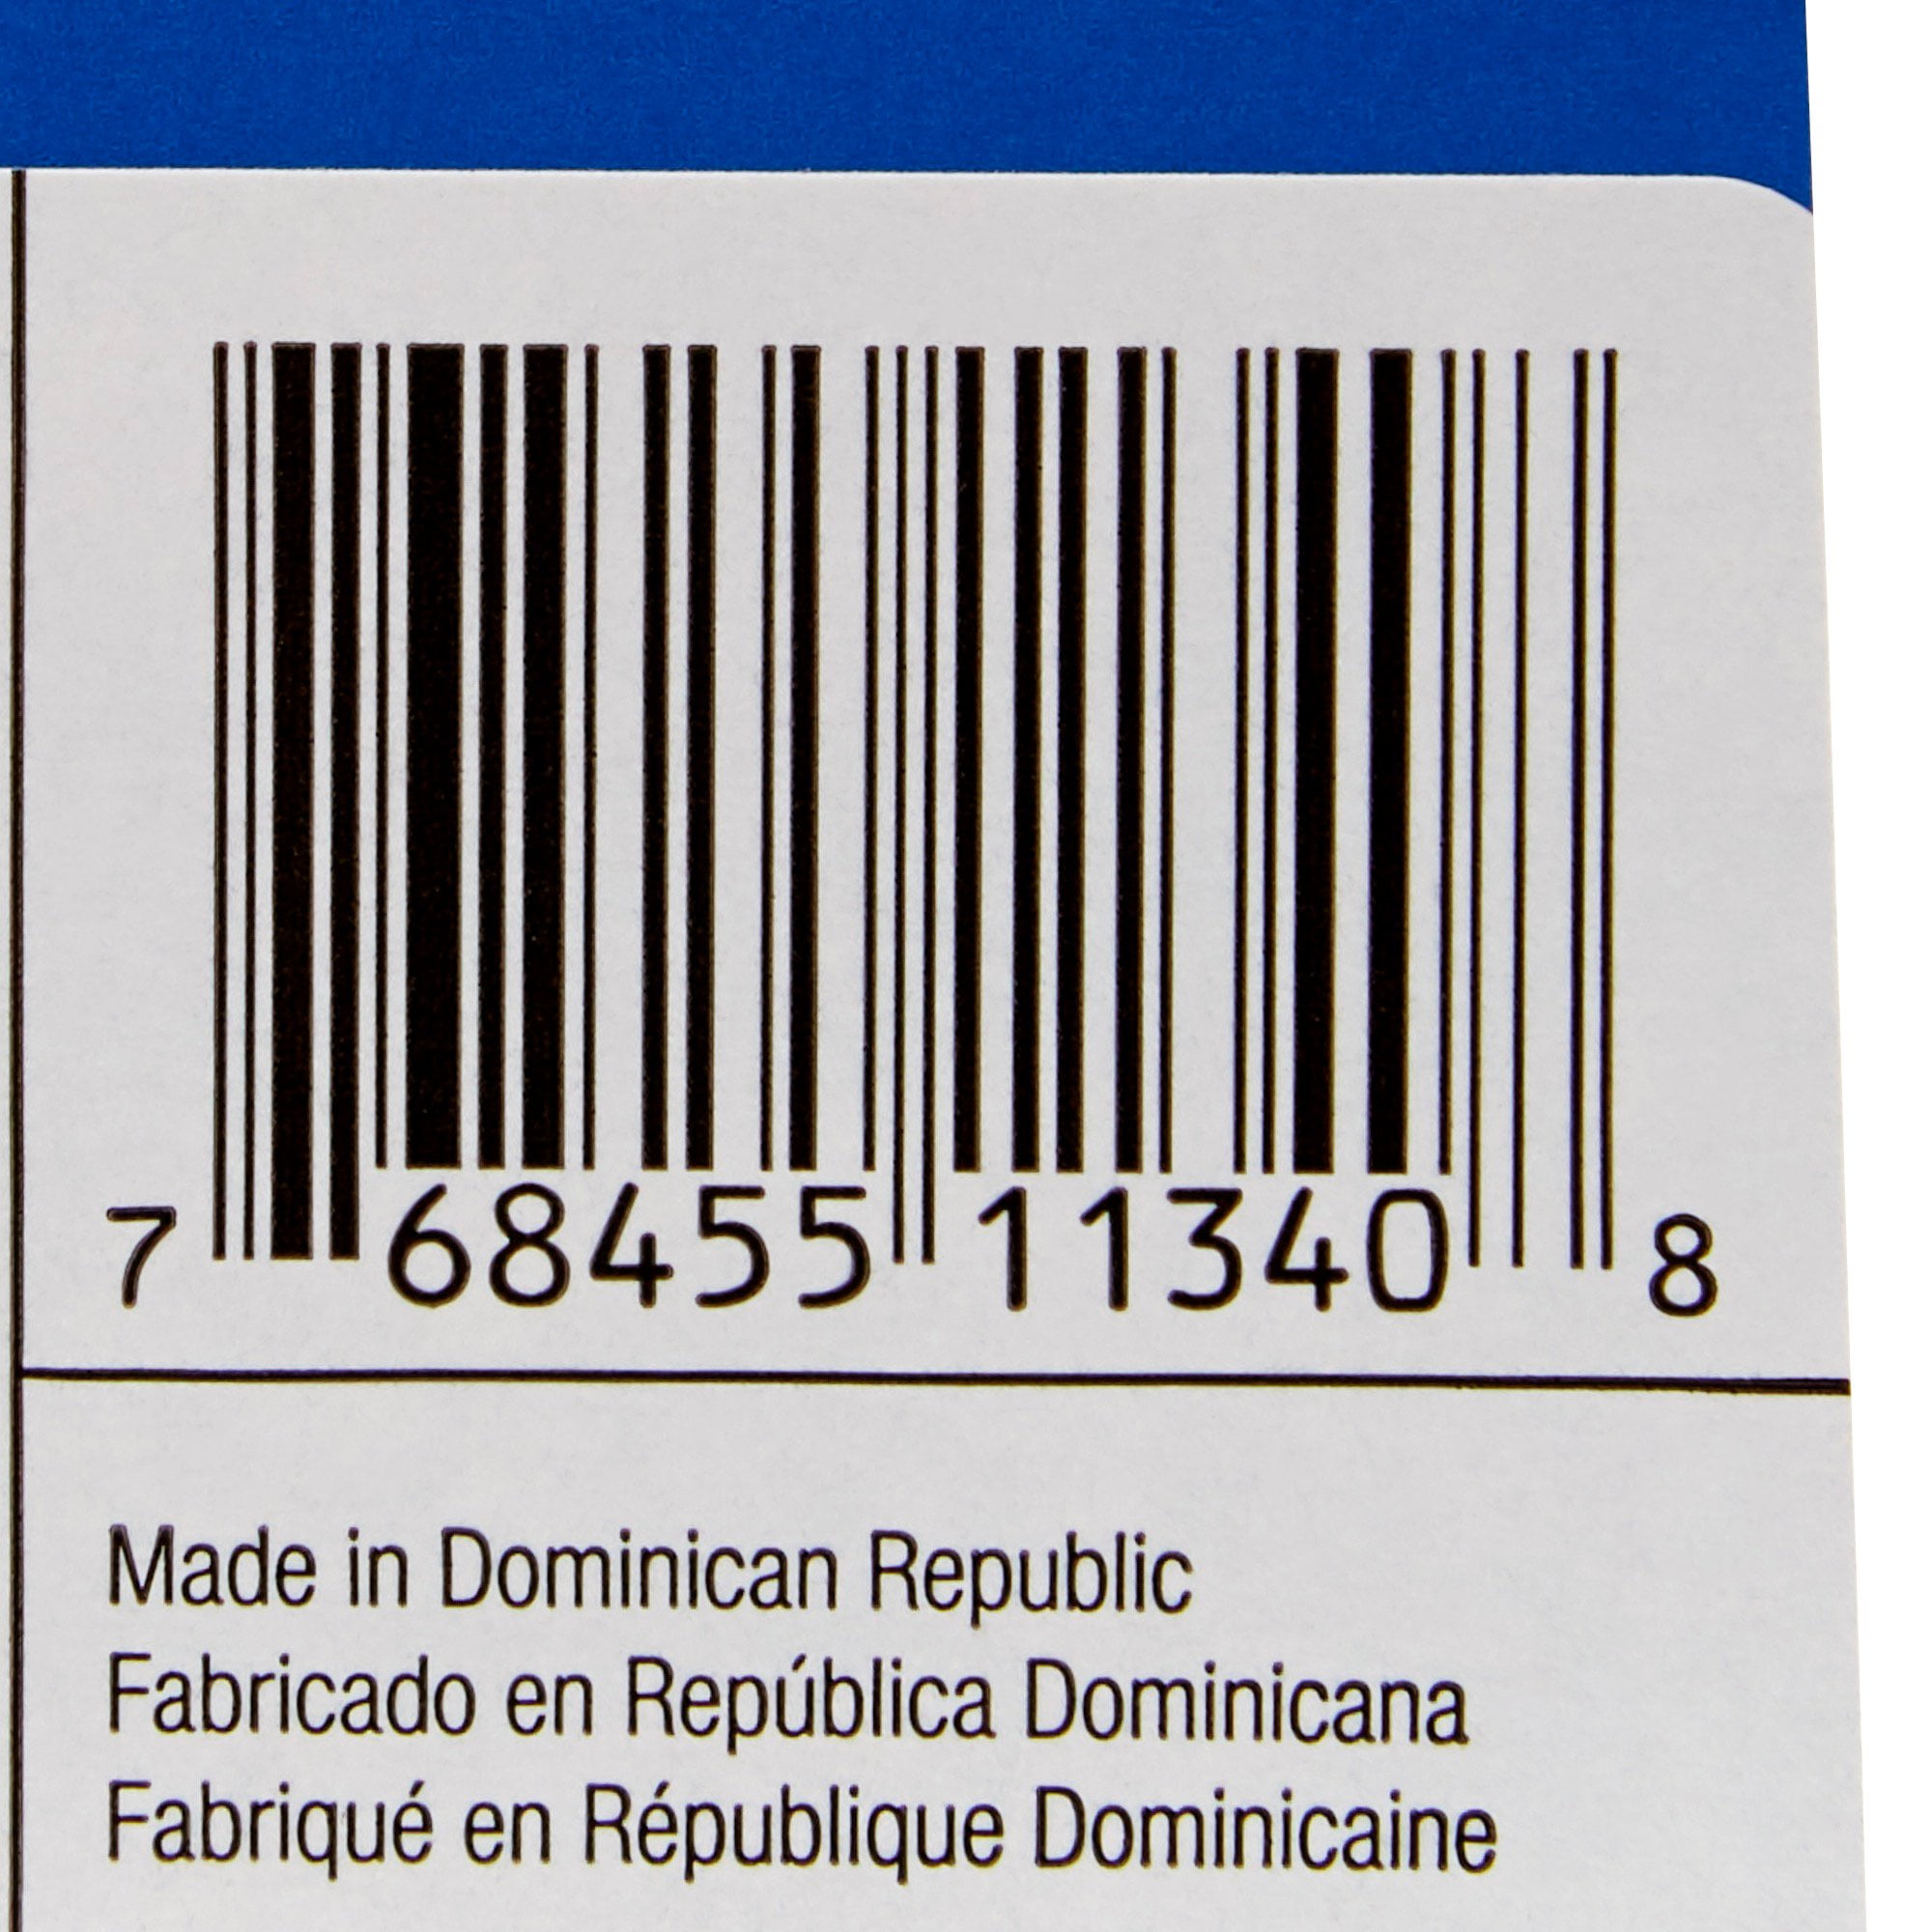 7 68455 11340 8
Made in Dominican Republic
Fabricado en República Dominicana
Fabriqué en République Dominicaine